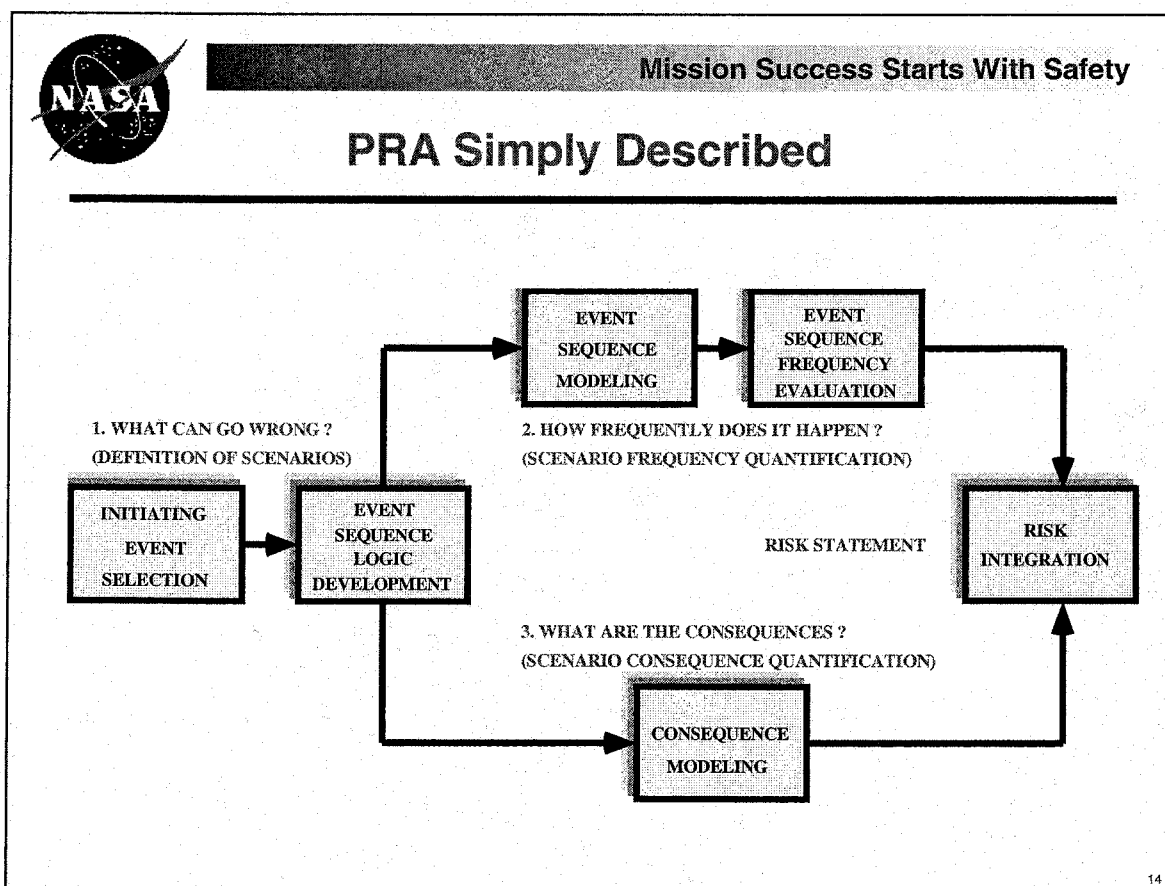 NASA
Mission Success Starts With Safety
PRA Simply Described
EVENT
SEQUENCE
MODELING
EVENT
SEQUENCE
FREQUENCY
EVALUATION
1. WHAT CAN GO WRONG ?
(DEFINITION OF SCENARIOS)
2. HOW FREQUENTLY DOES IT HAPPEN ?
(SCENARIO FREQUENCY QUANTIFICATION)
INITIATING
EVENT
SELECTION
EVENT
SEQUENCE
LOGIC
DEVELOPMENT
RISK STATEMENT
RISK
INTEGRATION
3. WHAT ARE THE CONSEQUENCES ?
(SCENARIO CONSEQUENCE QUANTIFICATION)
CONSEQUENCE
MODELING
14